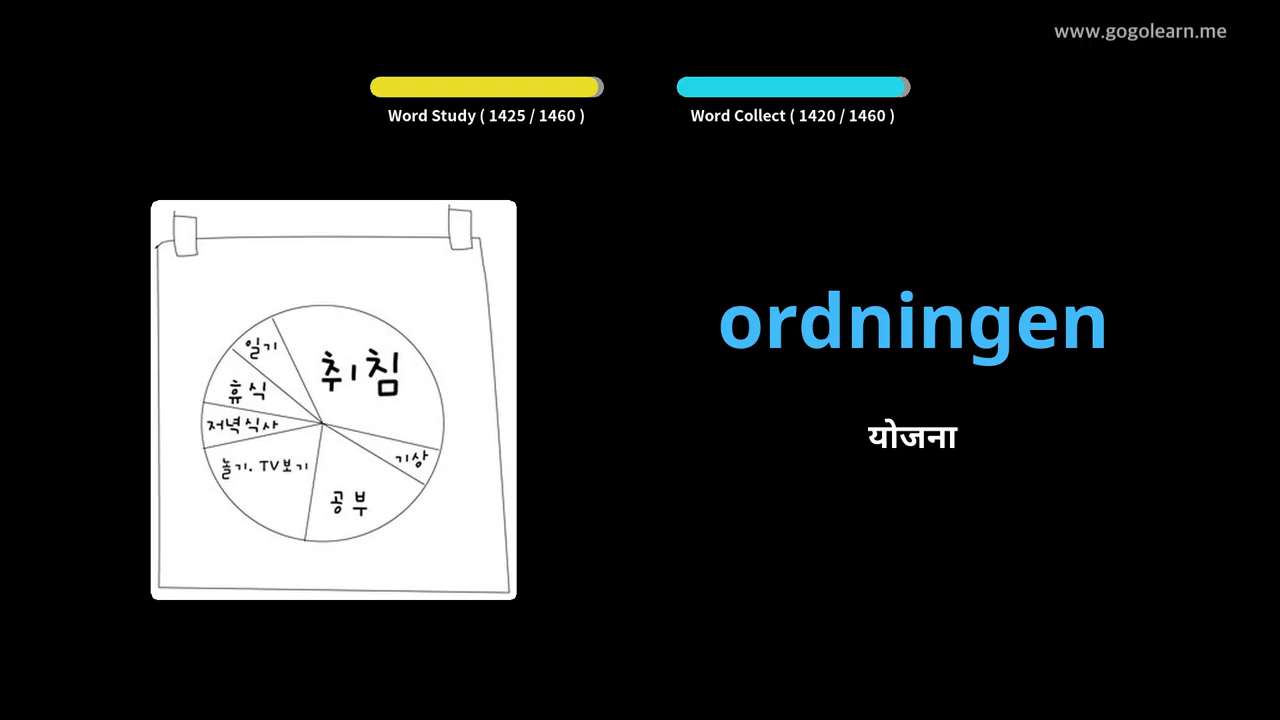 www.gogolearn.me
Word Study ( 1425 / 1460 )
Word Collect ( 1420 / 1460 )
일기
취침
휴식
저녁식사
기상
놀기. TV보기
공부
ordningen
योजना